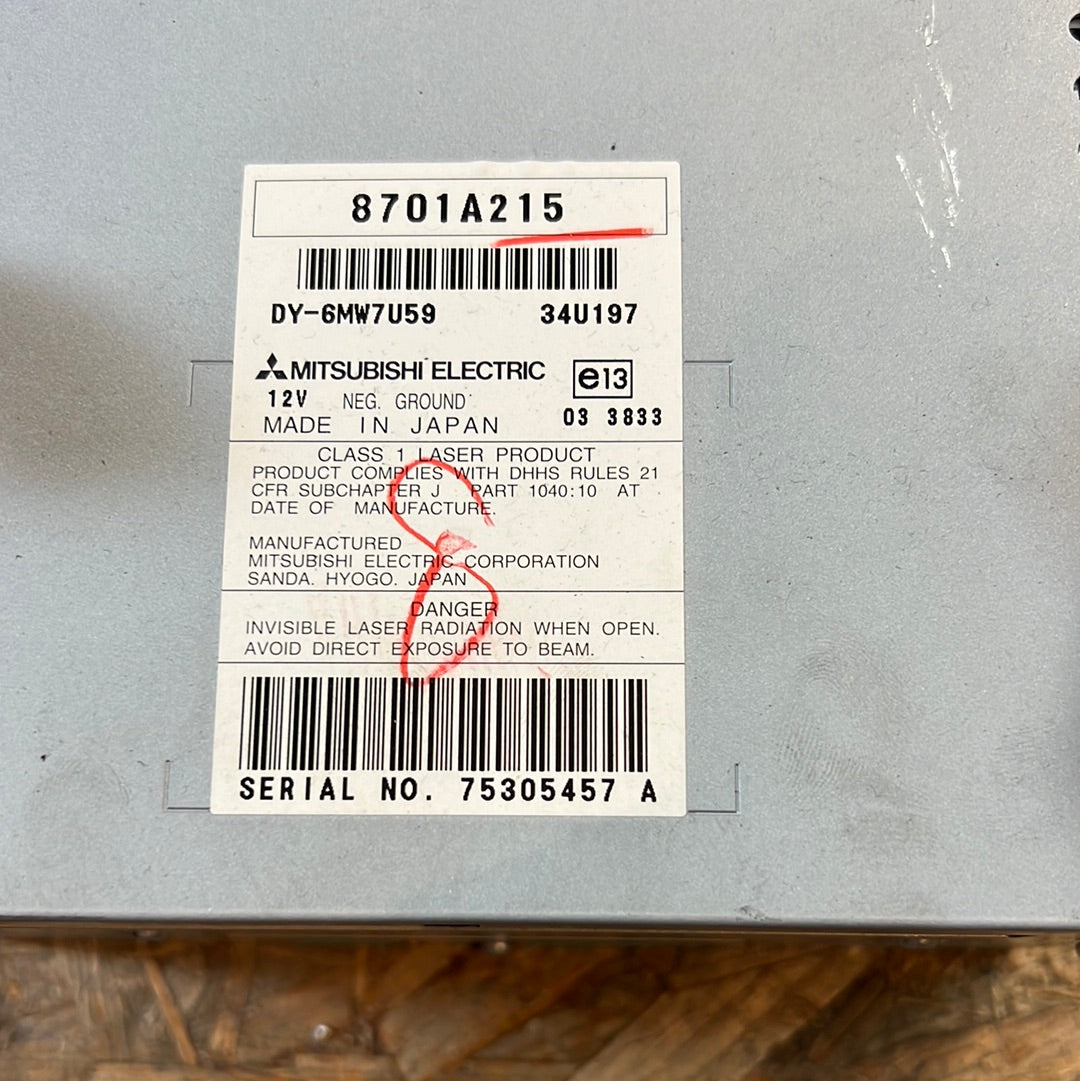 8701A215
DY-6MW7U59 34U197
MITSUBISHI ELECTRIC e13
12V NEG. GROUND 03 3833
MADE IN JAPAN
CLASS 1 LASER PRODUCT
PRODUCT COMPLIES WITH DHHS RULES 21
CFR SUBCHAPTER J PART 1040:10 AT
DATE OF MANUFACTURE.
MANUFACTURED
MITSUBISHI ELECTRIC CORPORATION
SANDA. HYOGO. JAPAN
DANGER
INVISIBLE LASER RADIATION WHEN OPEN.
AVOID DIRECT EXPOSURE TO BEAM.
SERIAL NO. 75305457 A